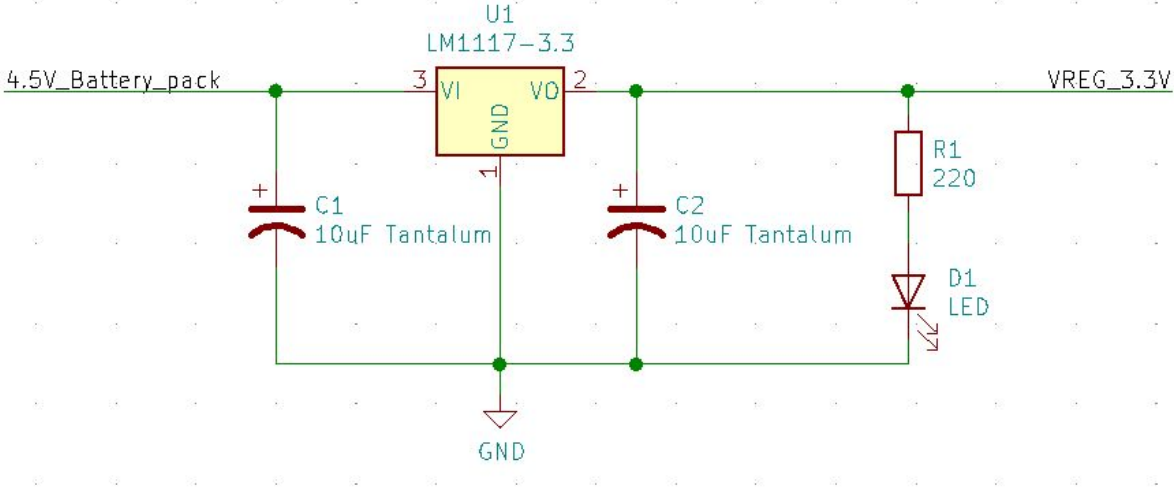 U1
LM1117-3.3
4.5V_Battery_pack
3
VI
VO
2
VREG_3.3V
GND
1
R1
220
+
C1
10uF Tantalum
+
C2
10uF Tantalum
D1
LED
GND